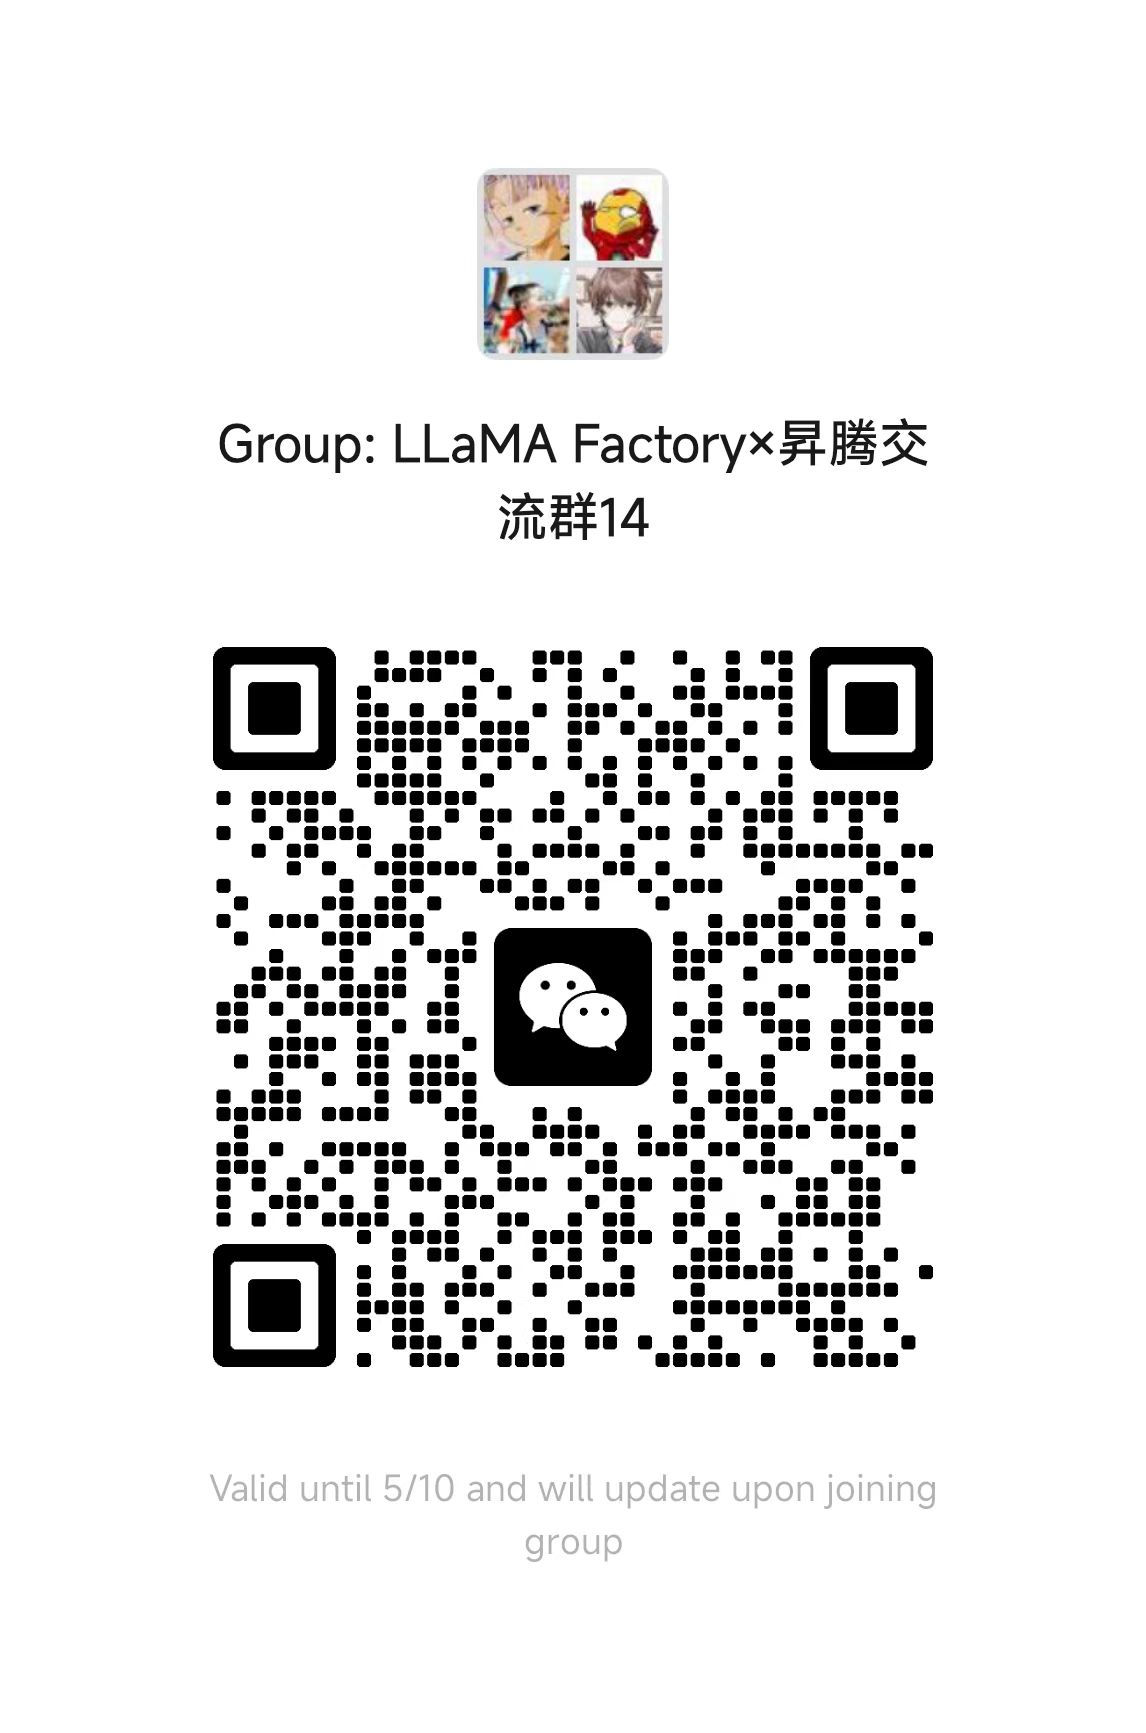 Group: LLaMA Factory×昇腾交
流群14
Valid until 5/10 and will update upon joining
group